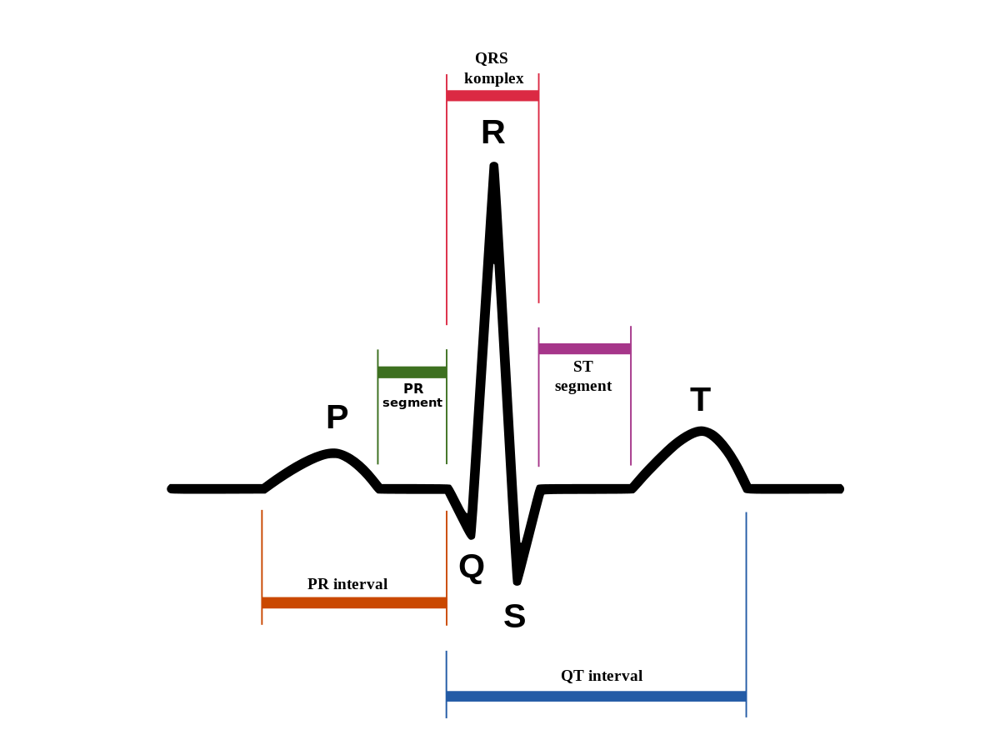 QRS
komplex
R
PR
segment
ST
segment
P
T
Q
PR interval
S
QT interval